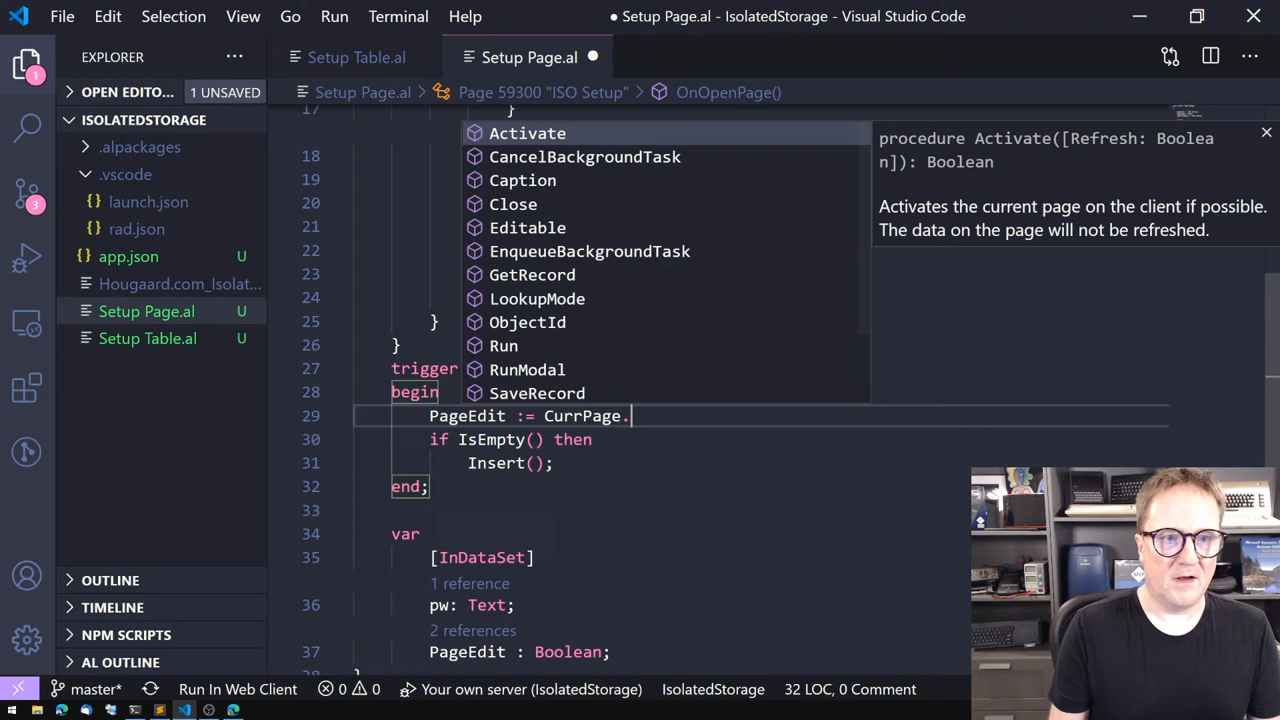 File Edit Selection View Go Run Terminal Help
● Setup Page.al - IsolatedStorage - Visual Studio Code
EXPLORER
OPEN EDITO... 1 UNSAVED
ISOLATEDSTORAGE
.alpackages
.vscode
launch.json
rad.json
app.json U
Hougaard.com_Isolat...
Setup Page.al U
Setup Table.al U
OUTLINE
TIMELINE
NPM SCRIPTS
AL OUTLINE
1
3
Setup Table.al Setup Page.al
Setup Page.al > Page 59300 "ISO Setup" > OnOpenPage()
17 }
18
19
20
21
22
23
24
25 }
26 }
27 trigger
28 begin
29 PageEdit := CurrPage.
30 if IsEmpty() then
31 Insert();
32 end;
33
34 var
35 [InDataSet]
1 reference
36 pw: Text;
2 references
37 PageEdit : Boolean;
Activate
CancelBackgroundTask
Caption
Close
Editable
EnqueueBackgroundTask
GetRecord
LookupMode
ObjectId
Run
RunModal
SaveRecord
procedure Activate([Refresh: Boolea
n]): Boolean
Activates the current page on the client if possible.
The data on the page will not be refreshed.
master* Run In Web Client 0 0 Your own server (IsolatedStorage) IsolatedStorage 32 LOC, 0 Comment